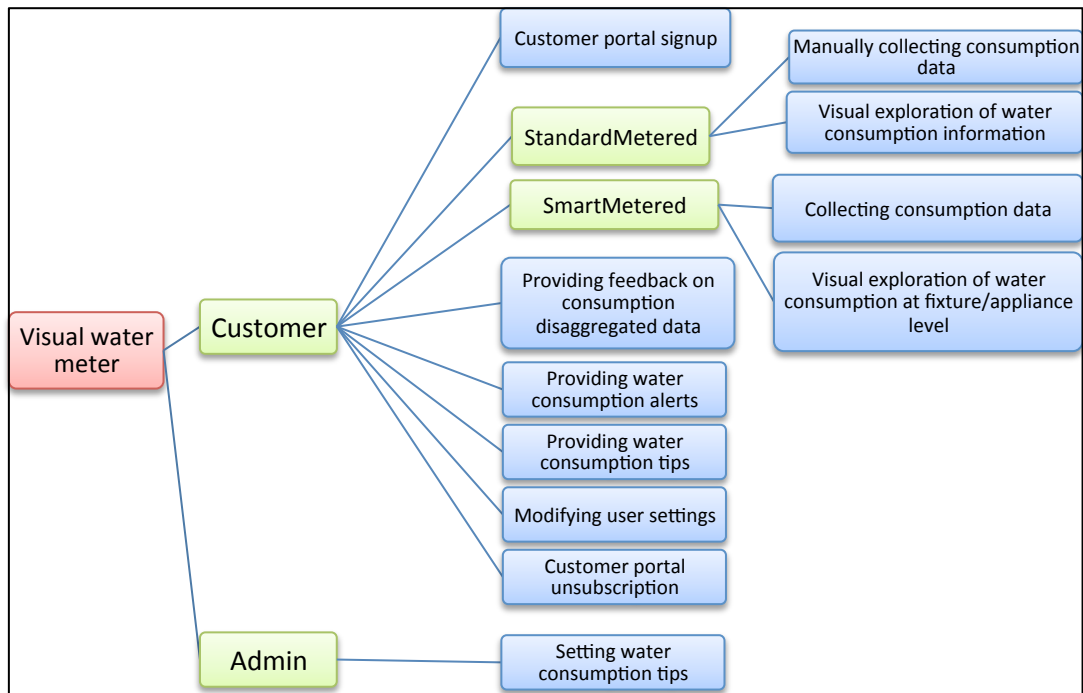 Customer portal signup
Manually collecting consumption
data
Visual exploration of water
consumption information
StandardMetered
SmartMetered
Collecting consumption data
Visual exploration of water
consumption at fixture/appliance
level
Providing feedback on
consumption
disaggregated data
Visual water
meter
Customer
Providing water
consumption alerts
Providing water
consumption tips
Modifying user settings
Customer portal
unsubscription
Admin
Setting water
consumption tips